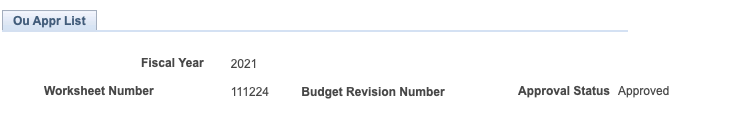 Ou Appr List
Fiscal Year 2021
Worksheet Number 111224 Budget Revision Number Approval Status Approved